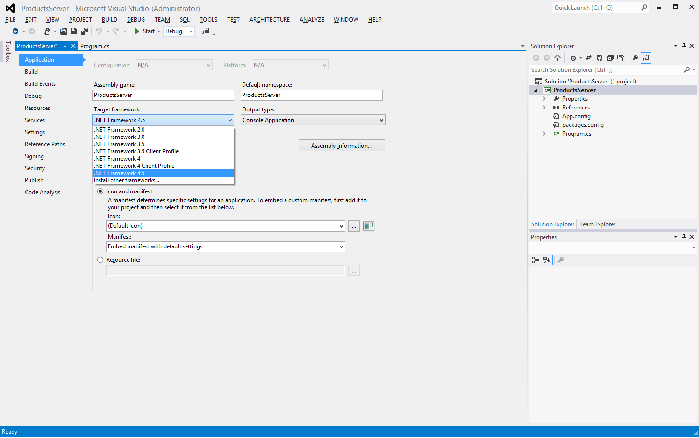 ProductsServer - Microsoft Visual Studio (Administrator)
Quick Launch (Ctrl+Q)
FILE EDIT VIEW PROJECT BUILD DEBUG TEAM SQL TOOLS TEST ARCHITECTURE ANALYZE WINDOW HELP
Start Debug
Toolbox
ProductsServer* Program.cs
Application
Build
Build Events
Debug
Resources
Services
Settings
Reference Paths
Signing
Security
Publish
Code Analysis
Configuration: N/A Platform: N/A
Assembly name: Default namespace:
ProductsServer ProductsServer
Target framework: Output type:
.NET Framework 4.5 Console Application
.NET Framework 2.0
.NET Framework 3.0
.NET Framework 3.5
.NET Framework 3.5 Client Profile
.NET Framework 4
.NET Framework 4 Client Profile
.NET Framework 4.5
Install other frameworks...
Assembly Information...
Icon and manifest
A manifest determines specific settings for an application. To embed a custom manifest, first add it to
your project and then select it from the list below.
Icon:
(Default Icon)
...
Manifest:
Embed manifest with default settings
Resource file:
...
Solution Explorer
Search Solution Explorer (Ctrl+;)
Solution 'ProductsServer' (1 project)
ProductsServer
Properties
References
App.config
packages.config
Program.cs
Solution Explorer Team Explorer
Properties
Ready